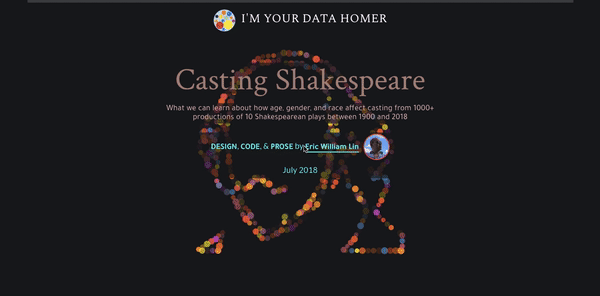 I'M YOUR DATA HOMER
Casting Shakespeare
What we can learn about how age, gender, and race affect casting from 1000+
productions of 10 Shakespearean plays between 1900 and 2018
DESIGN, CODE, & PROSE by Eric William Lin
July 2018